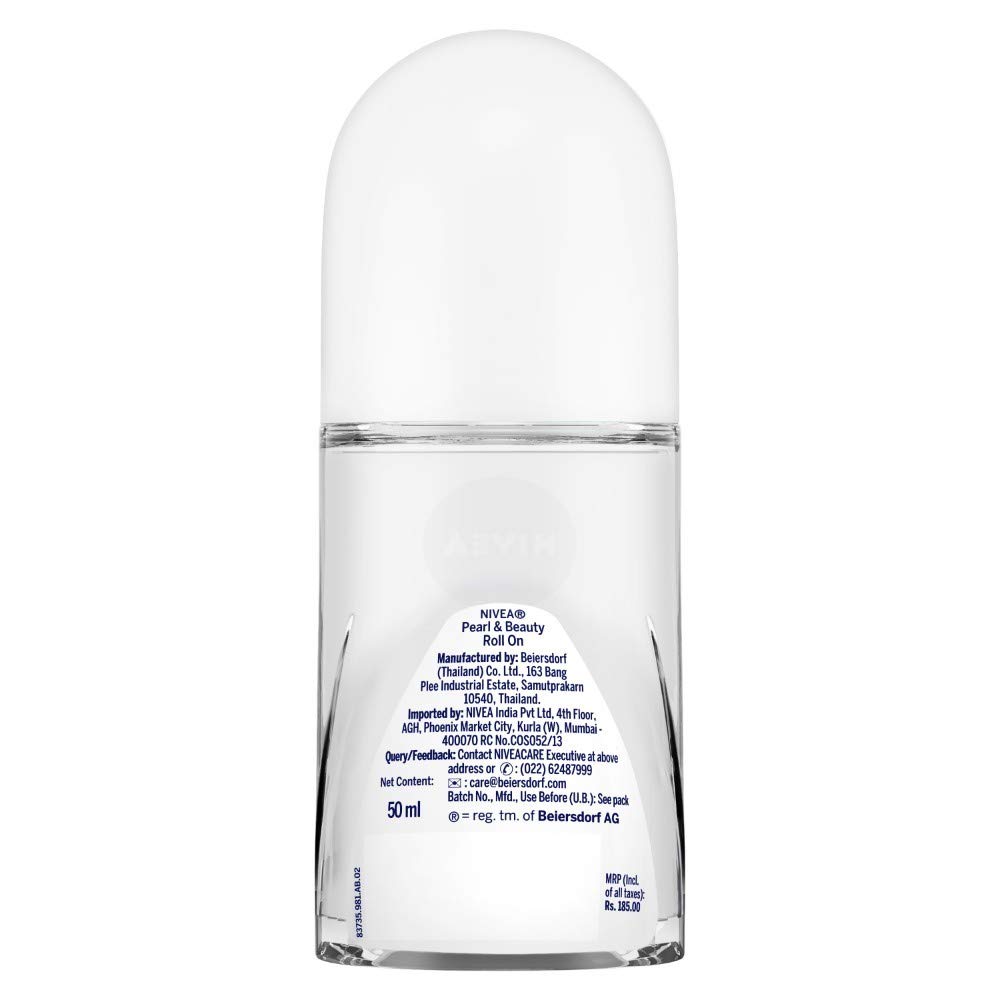 NIVEA
NIVEA®
Pearl & Beauty
Roll On
Manufactured by: Beiersdorf
(Thailand) Co. Ltd., 163 Bang
Plee Industrial Estate, Samutprakarn
10540, Thailand.
Imported by: NIVEA India Pvt Ltd, 4th Floor,
AGH, Phoenix Market City, Kurla (W), Mumbai -
400070 RC No.COS052/13
Query/Feedback: Contact NIVEACARE Executive at above
address or ✆: (022) 62487999
Net Content:
✉: care@beiersdorf.com
50 ml
Batch No., Mfd., Use Before (U.B.): See pack
® = reg. tm. of Beiersdorf AG
83735.981.AB.02
MRP (Incl.
of all taxes):
Rs. 185.00